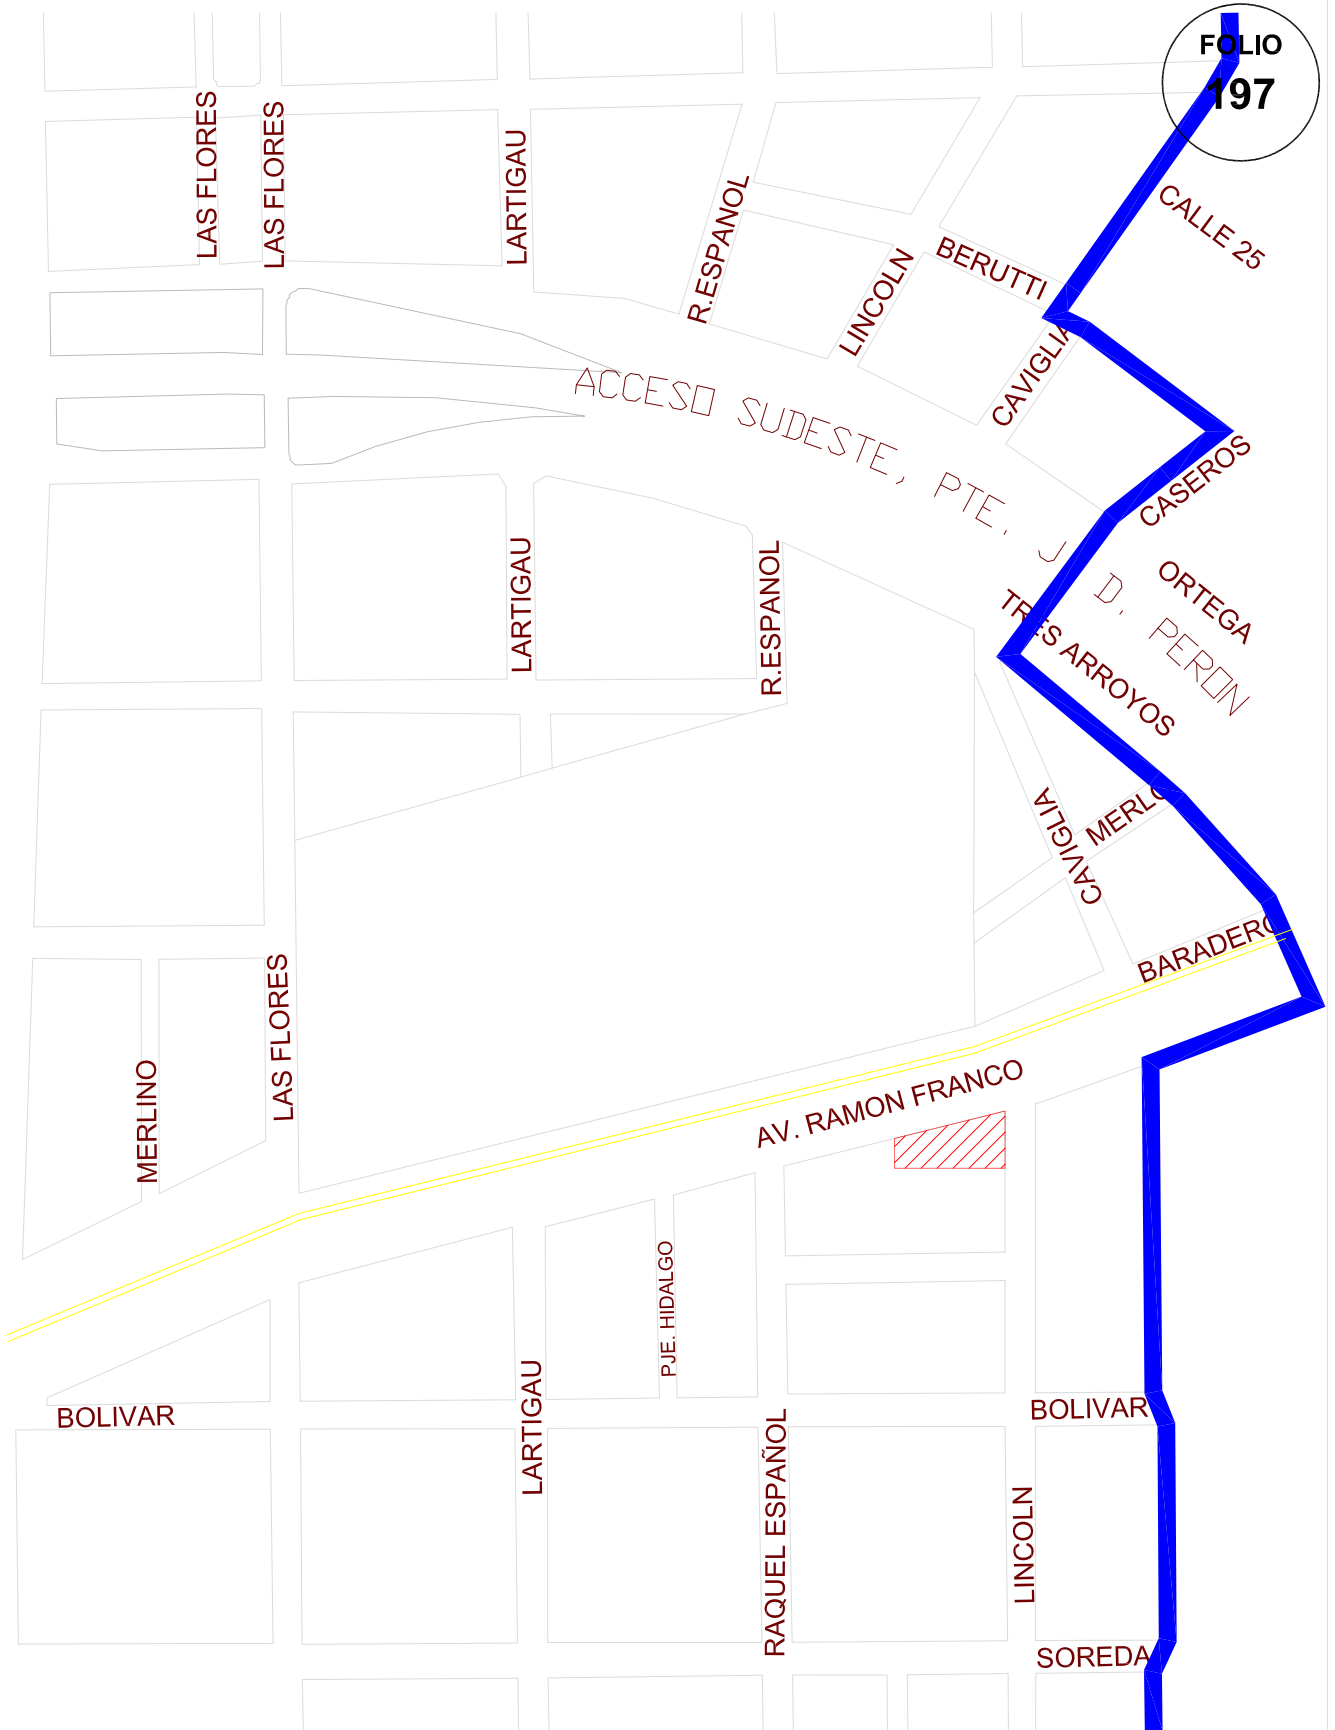 FOLIO
197
LAS FLORES
LAS FLORES
LARTIGAU
R.ESPANOL
LINCOLN
BERUTTI
CALLE 25
CAVIGLIA
ACCESO SUDESTE, PTE. J. D. PERON
CASEROS
ORTEGA
TRES ARROYOS
LARTIGAU
R.ESPANOL
CAVIGLIA
MERLO
BARADERO
LAS FLORES
MERLINO
AV. RAMON FRANCO
PJE. HIDALGO
LARTIGAU
BOLIVAR
BOLIVAR
RAQUEL ESPAÑOL
LINCOLN
SOREDA